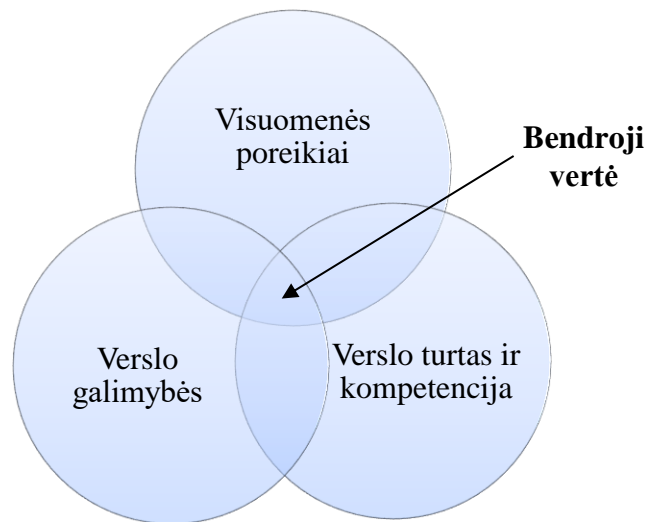 Visuomenės
poreikiai
Bendroji
vertė
Verslo
galimybės
Verslo turtas ir
kompetencija